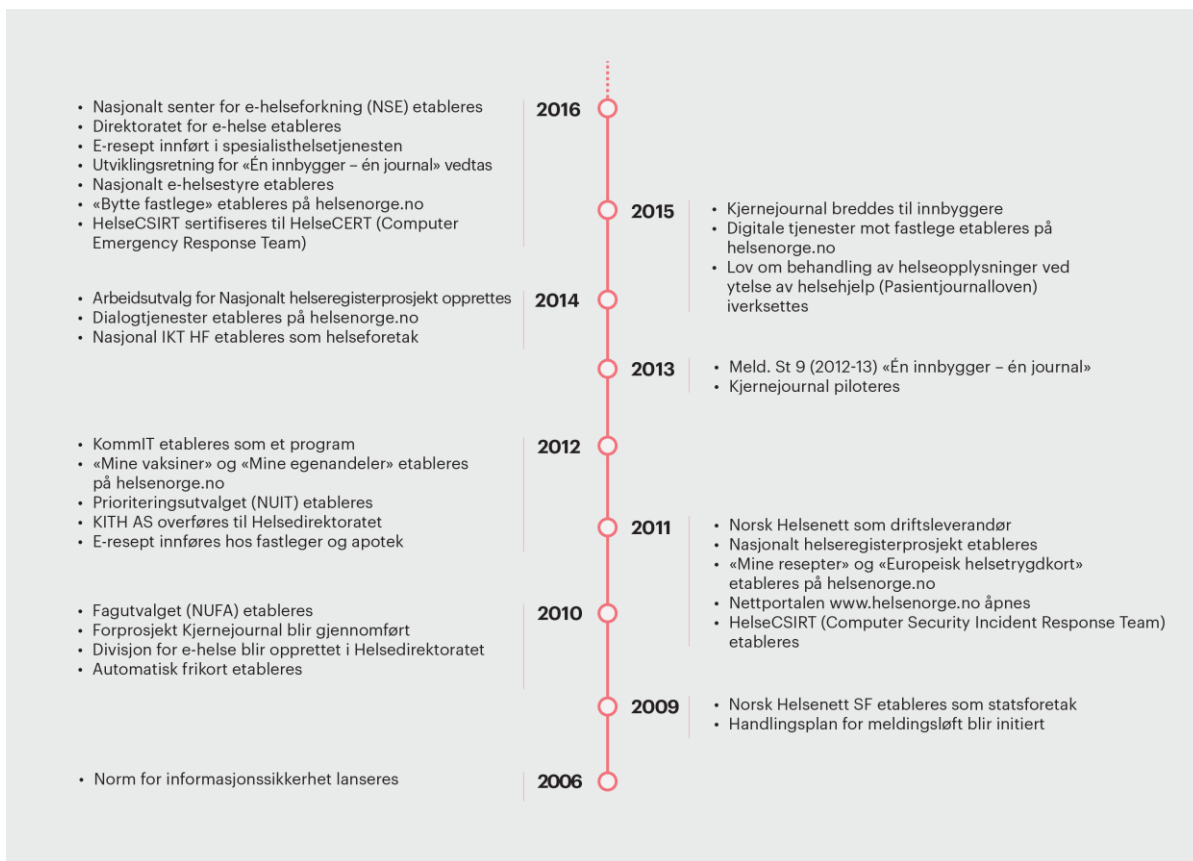 2016
• Nasjonalt senter for e-helseforkning (NSE) etableres
• Direktoratet for e-helse etableres
• E-resept innført i spesialisthelsetjenesten
• Utviklingsretning for «Én innbygger – én journal» vedtas
• Nasjonalt e-helsestyre etableres
• «Bytte fastlege» etableres på helsenorge.no
• HelseCSIRT sertifiseres til HelseCERT (Computer
Emergency Response Team)
2015
• Kjernejournal breddes til innbyggere
• Digitale tjenester mot fastlege etableres på
helsenorge.no
• Lov om behandling av helseopplysninger ved
ytelse av helsehjelp (Pasientjournalloven)
iverksettes
2014
• Arbeidsutvalg for Nasjonalt helseregisterprosjekt opprettes
• Dialogtjenester etableres på helsenorge.no
• Nasjonal IKT HF etableres som helseforetak
2013
• Meld. St 9 (2012-13) «Én innbygger – én journal»
• Kjernejournal piloteres
2012
• KommIT etableres som et program
• «Mine vaksiner» og «Mine egenandeler» etableres
på helsenorge.no
• Prioriteringsutvalget (NUIT) etableres
• KITH AS overføres til Helsedirektoratet
• E-resept innføres hos fastleger og apotek
2011
• Norsk Helsenett som driftsleverandør
• Nasjonalt helseregisterprosjekt etableres
• «Mine resepter» og «Europeisk helsetrygdkort»
etableres på helsenorge.no
• Nettportalen www.helsenorge.no åpnes
• HelseCSIRT (Computer Security Incident Response Team)
etableres
2010
• Fagutvalget (NUFA) etableres
• Forprosjekt Kjernejournal blir gjennomført
• Divisjon for e-helse blir opprettet i Helsedirektoratet
• Automatisk frikort etableres
2009
• Norsk Helsenett SF etableres som statsforetak
• Handlingsplan for meldingsløft blir initiert
2006
• Norm for informasjonssikkerhet lanseres